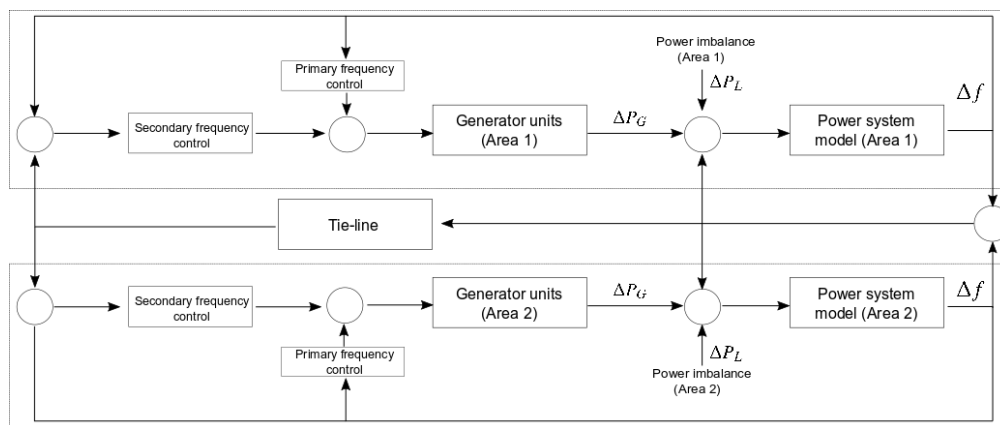 Power imbalance
(Area 1)
Primary frequency
control
ΔP_L
Δf
Secondary frequency
control
Generator units
(Area 1)
ΔP_G
Power system
model (Area 1)
Tie-line
Secondary frequency
control
Generator units
(Area 2)
ΔP_G
Power system
model (Area 2)
Δf
Primary frequency
control
ΔP_L
Power imbalance
(Area 2)